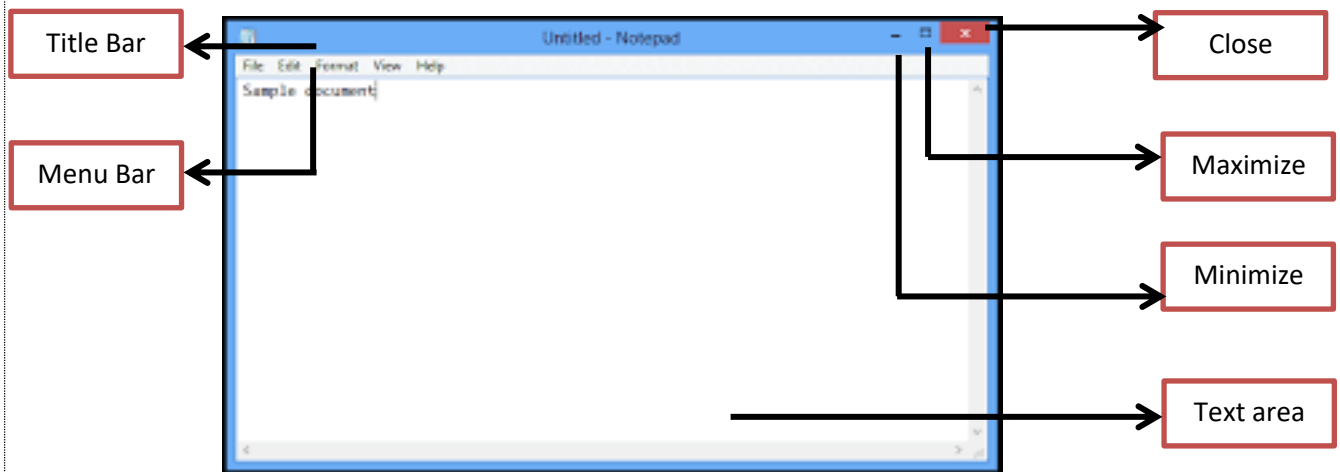 Title Bar
Untitled - Notepad
Close
File Edit Format View Help
Sample document
Menu Bar
Maximize
Minimize
Text area